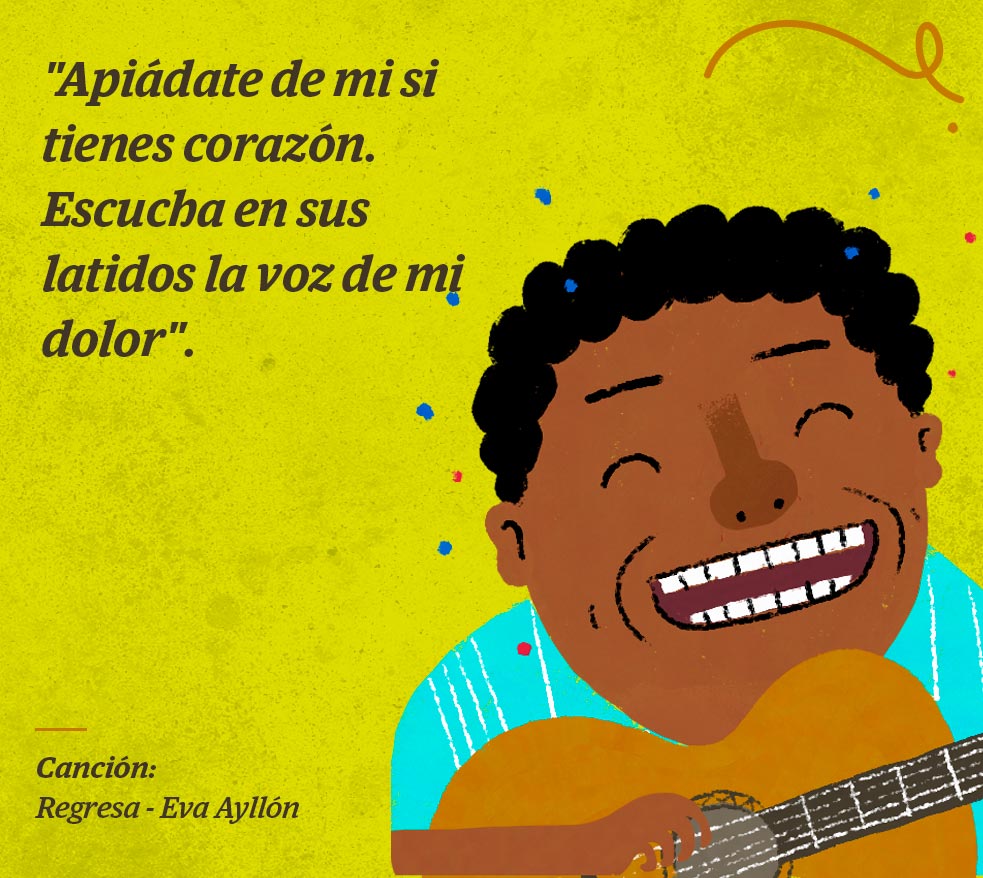 "Apiádate de mi si
tienes corazón.
Escucha en sus
latidos la voz de mi
dolor".
Canción:
Regresa - Eva Ayllón